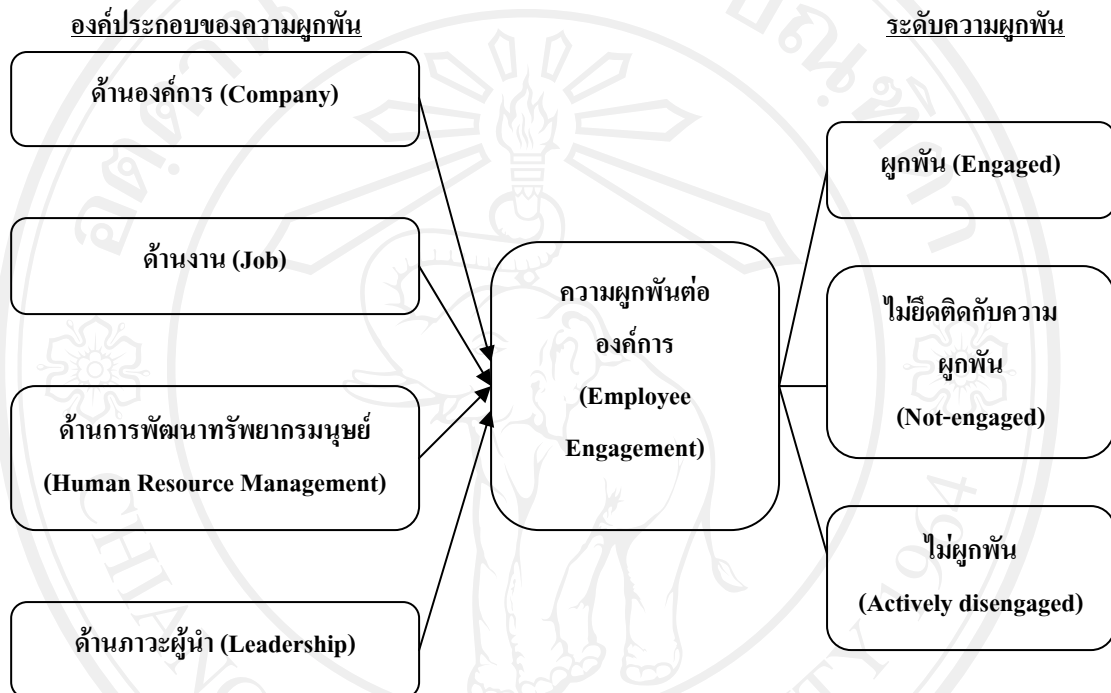 องค์ประกอบของความผูกพัน
ด้านองค์การ (Company)
ด้านงาน (Job)
ด้านการพัฒนาทรัพยากรมนุษย์
(Human Resource Management)
ด้านภาวะผู้นำ (Leadership)
ความผูกพันต่อ
องค์การ
(Employee
Engagement)
ระดับความผูกพัน
ผูกพัน (Engaged)
ไม่ยึดติดกับความ
ผูกพัน
(Not-engaged)
ไม่ผูกพัน
(Actively disengaged)